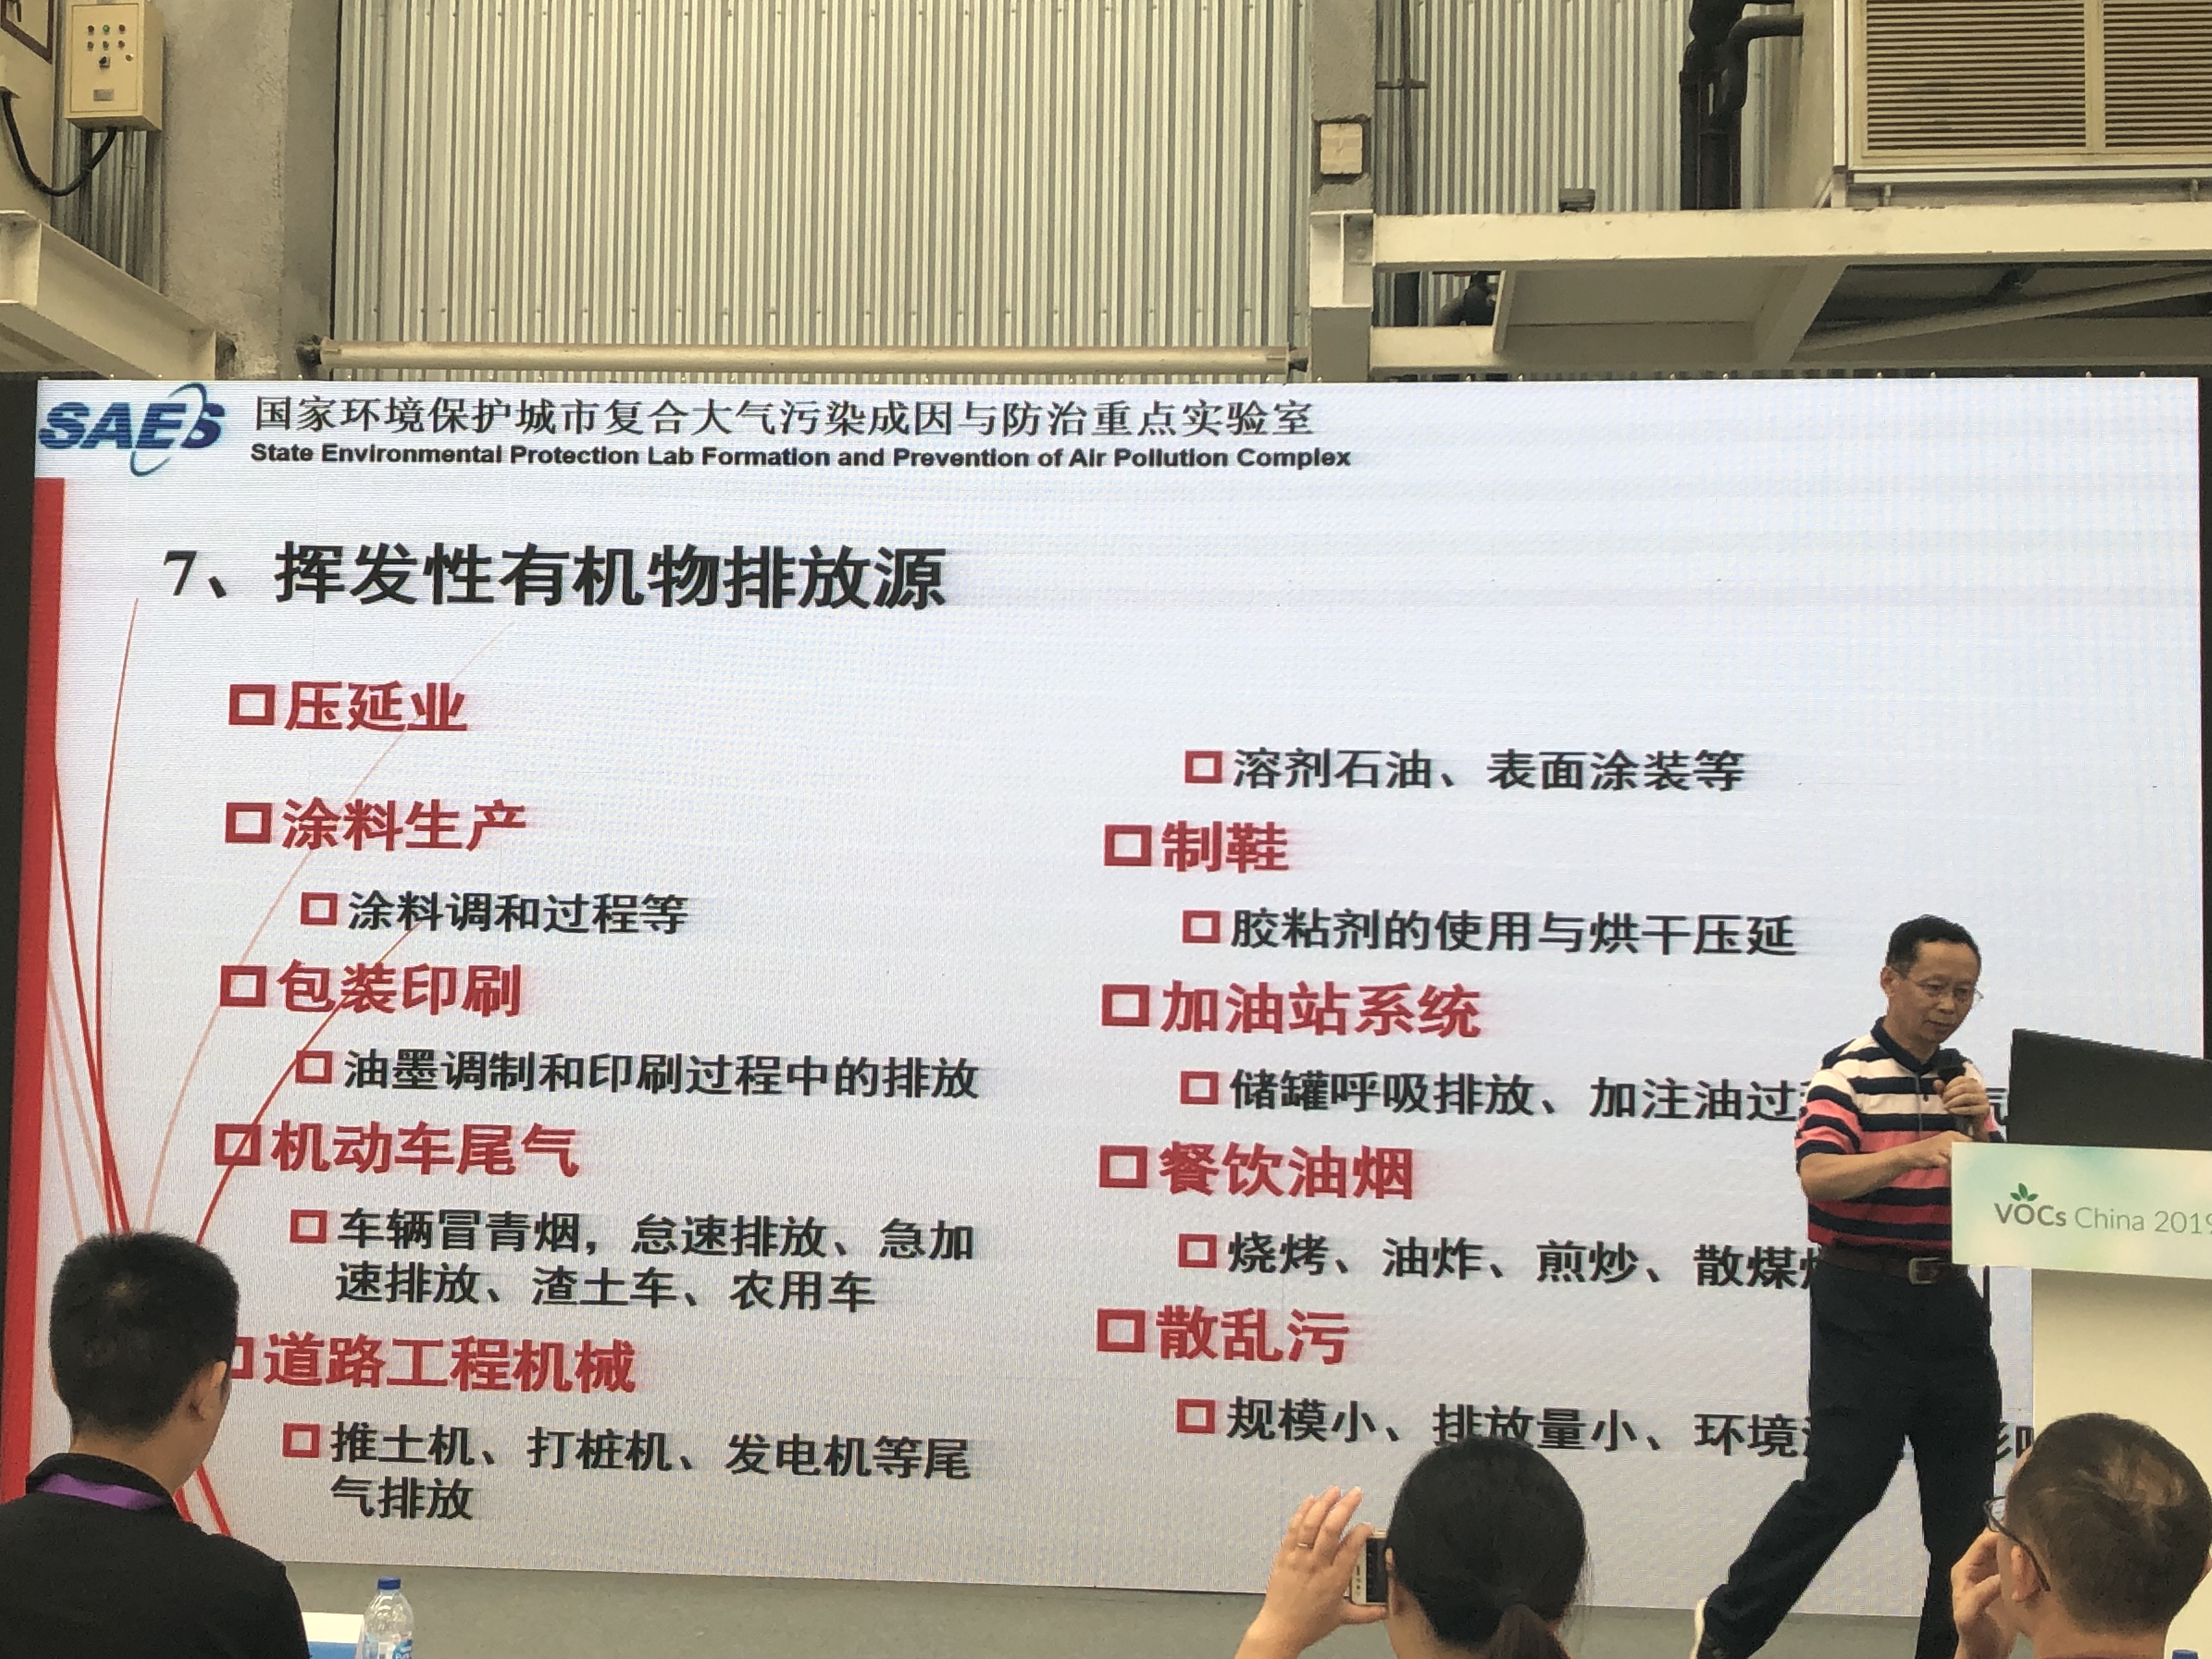 SAES
国家环境保护城市复合大气污染成因与防治重点实验室
State Environmental Protection Lab Formation and Prevention of Air Pollution Complex
7、挥发性有机物排放源
压延业
涂料生产
涂料调和过程等
包装印刷
油墨调制和印刷过程中的排放
机动车尾气
车辆冒青烟，怠速排放、急加
速排放、渣土车、农用车
道路工程机械
推土机、打桩机、发电机等尾
气排放
溶剂石油、表面涂装等
制鞋
胶粘剂的使用与烘干压延
加油站系统
储罐呼吸排放、加注油过
餐饮油烟
烧烤、油炸、煎炒、散煤
散乱污
规模小、排放量小、环境
VOCs China 2019